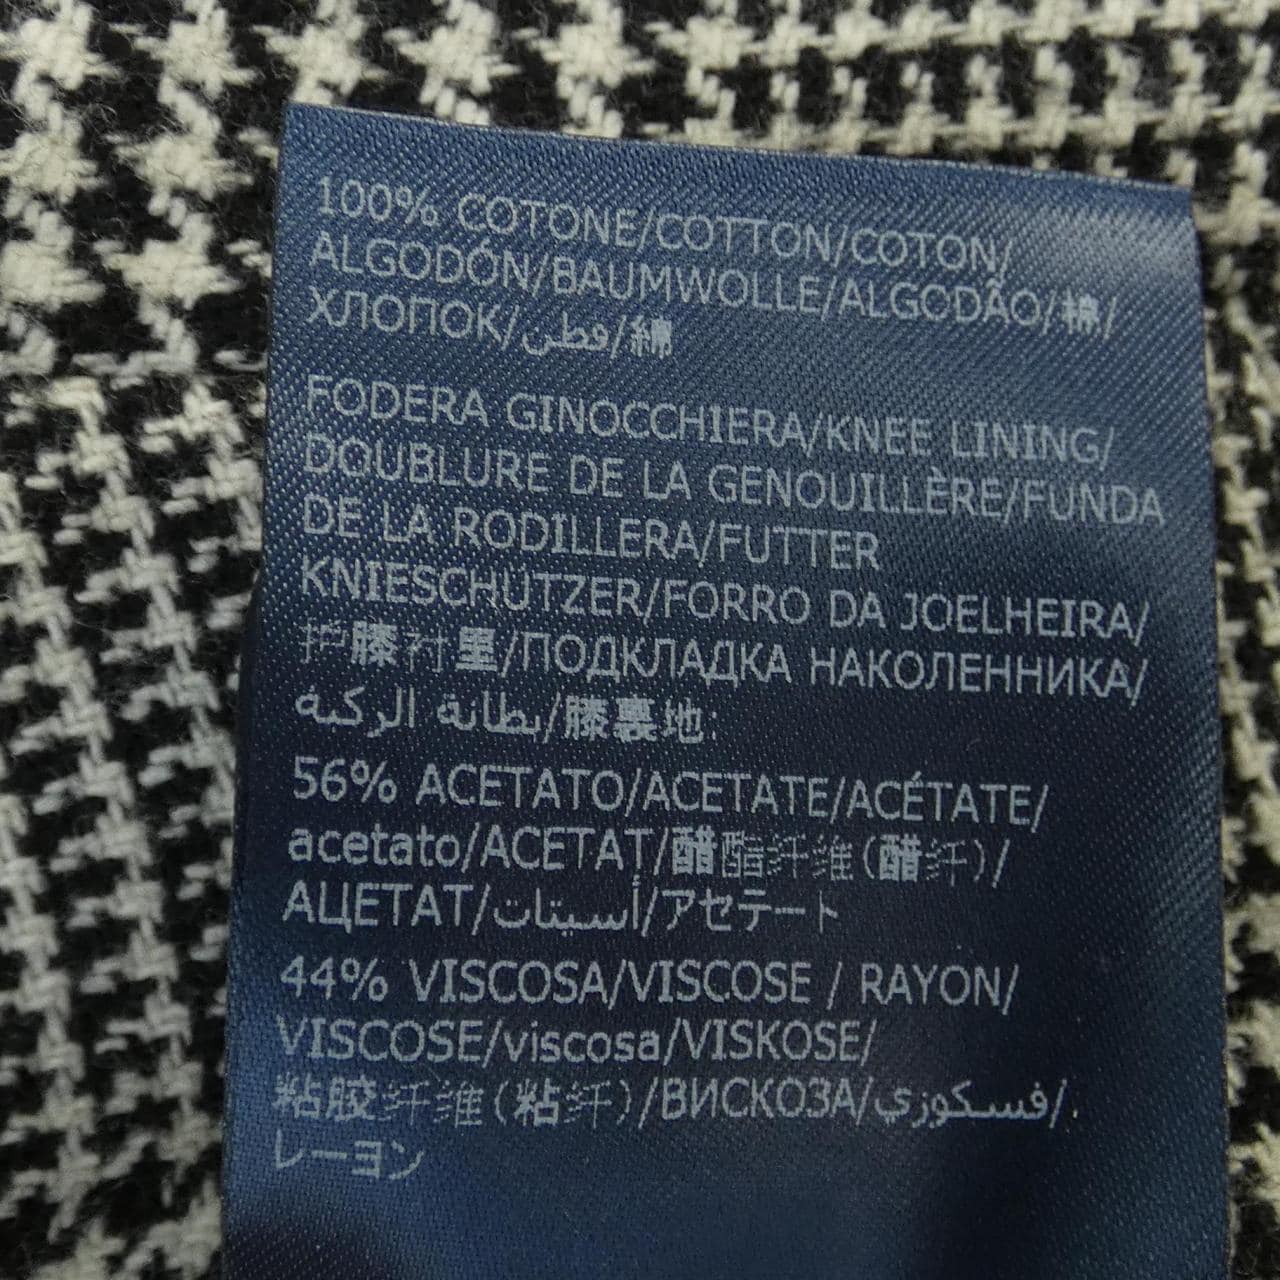 100% COTONE/COTTON/COTON/
ALGODÓN/BAUMWOLLE/ALGODÃO/棉/
ХЛОПОК/قطن/綿
FODERA GINOCCHIERA/KNEE LINING/
DOUBLURE DE LA GENOUILLÈRE/FUNDA
DE LA RODILLERA/FUTTER
KNIESCHÜTZER/FORRO DA JOELHEIRA/
护膝衬里/ПОДКЛАДКА НАКОЛЕННИКА/
بطانة الركبة/膝裏地:
56% ACETATO/ACETATE/ACÉTATE/
acetato/ACETAT/醋酯纤维(醋纤)/
АЦЕТАТ/أسيتات/アセテート
44% VISCOSA/VISCOSE / RAYON/
VISCOSE/viscosa/VISKOSE/
粘胶纤维(粘纤)/ВИСКОЗА/فسكوزي/.
レーヨン